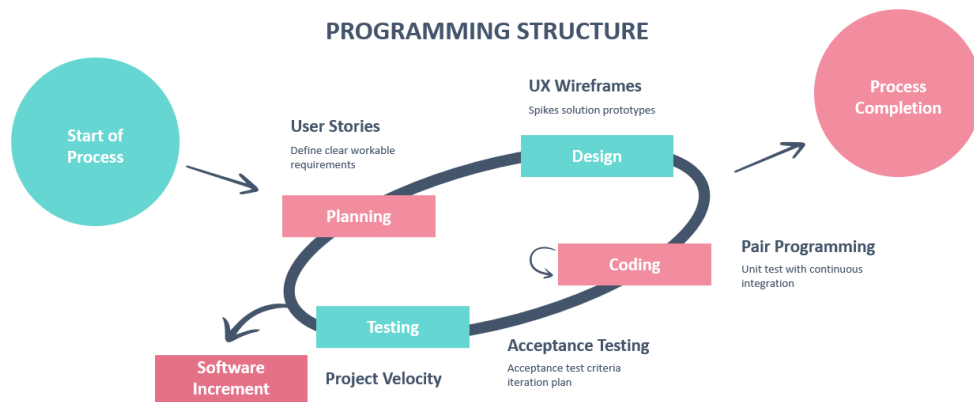 PROGRAMMING STRUCTURE
Start of
Process
User Stories
Define clear workable
requirements
UX Wireframes
Spikes solution prototypes
Process
Completion
Design
Planning
Coding
Pair Programming
Unit test with continuous
integration
Testing
Acceptance Testing
Acceptance test criteria
iteration plan
Software
Increment
Project Velocity